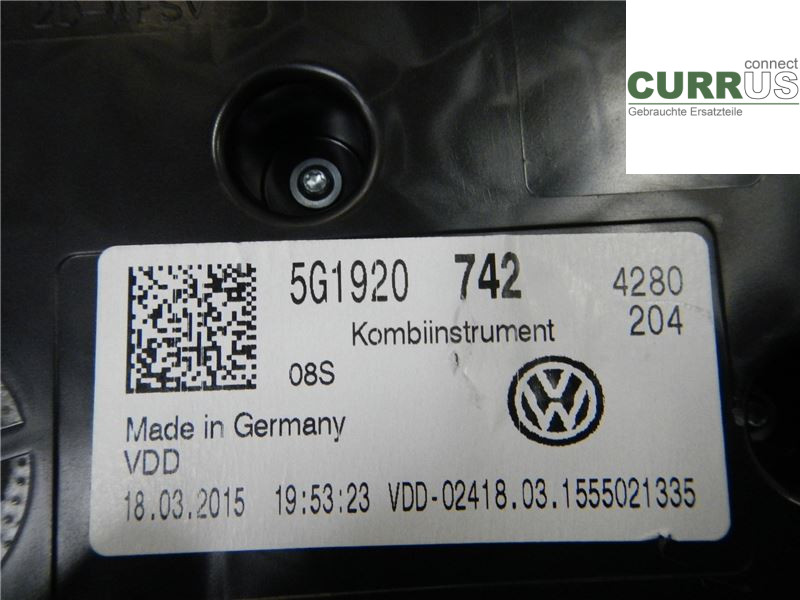 connect
CURRUS
Gebrauchte Ersatzteile
5G1920 742 4280
Kombiinstrument 204
08S
Made in Germany
VDD
18.03.2015 19:53:23 VDD-02418.03.1555021335